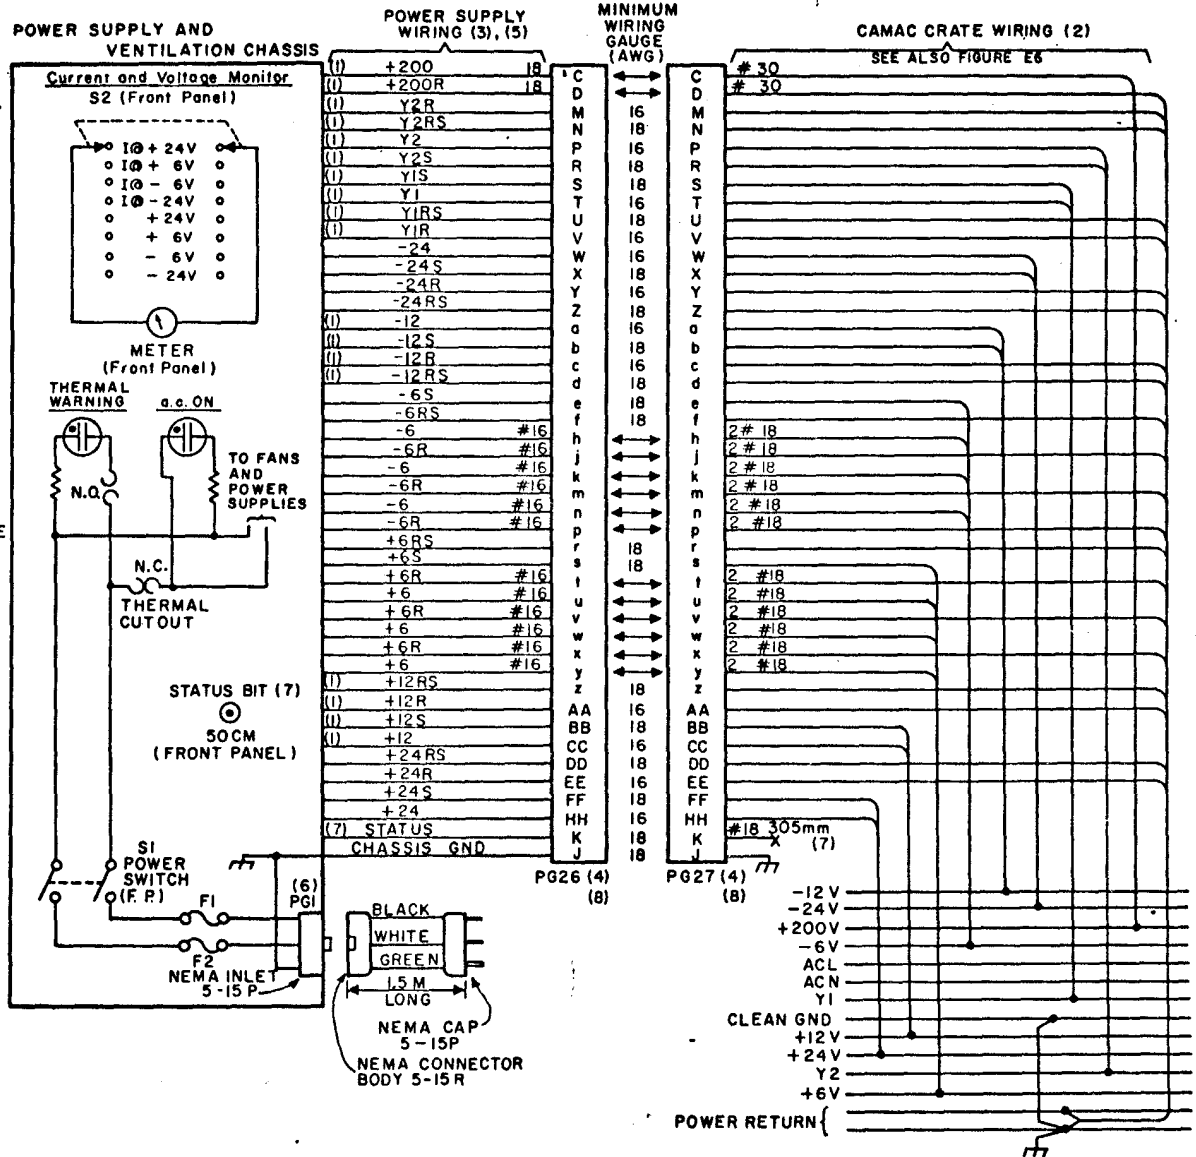 POWER SUPPLY AND
VENTILATION CHASSIS
POWER SUPPLY
WIRING (3), (5)
MINIMUM
WIRING
GAUGE
(AWG)
CAMAC CRATE WIRING (2)
SEE ALSO FIGURE E6
Current and Voltage Monitor
S2 (Front Panel)
I@ + 24V
I@ + 6V
I@ - 6V
I@ - 24V
+ 24V
+ 6V
- 6V
- 24V
METER
(Front Panel)
THERMAL
WARNING
a.c. ON
N.O.
TO FANS
AND
POWER
SUPPLIES
N.C.
THERMAL
CUTOUT
STATUS BIT (7)
50CM
(FRONT PANEL)
S1
POWER
SWITCH
(F. P.)
F1
F2
(6)
PG1
NEMA INLET
5-15P
BLACK
WHITE
GREEN
1.5 M
LONG
NEMA CAP
5-15P
NEMA CONNECTOR
BODY 5-15R
(1) +200 18 C C # 30
(1) +200R 18 D D # 30
(1) Y2R M 16 M
(1) Y2RS N 18 N
(1) Y2 P 16 P
(1) Y2S R 18 R
(1) Y1S S 18 S
(1) Y1 T 16 T
(1) Y1RS U 18 U
(1) Y1R V 16 V
-24 W 16 W
-24S X 18 X
-24R Y 16 Y
-24RS Z 18 Z
(1) -12 a 16 a
(1) -12S b 18 b
(1) -12R c 16 c
(1) -12RS d 18 d
-6S e 18 e
-6RS f 18 f
-6 #16 h h 2 # 18
-6R #16 j j 2 # 18
-6 #16 k k 2 # 18
-6R #16 m m 2 # 18
-6 #16 n n 2 # 18
-6R #16 p p 2 #18
+6RS r 18 r
+6S s 18 s
+6R #16 t t 2 #18
+6 #16 u u 2 #18
+6R #16 v v 2 #18
+6 #16 w w 2 #18
+6R #16 x x 2 #18
+6 #16 y y 2 #18
(1) +12RS z 18 z
(1) +12R AA 16 AA
(1) +12S BB 18 BB
(1) +12 CC 16 CC
+24RS DD 18 DD
+24R EE 16 EE
+24S FF 18 FF
+24 HH 16 HH
(7) STATUS K 18 K #18 305mm
X (7)
CHASSIS GND J 18 J
PG26 (4)
(8)
PG27 (4)
(8)
-12V
-24V
+200V
-6V
ACL
ACN
Y1
CLEAN GND
+12V
+24V
Y2
+6V
POWER RETURN {